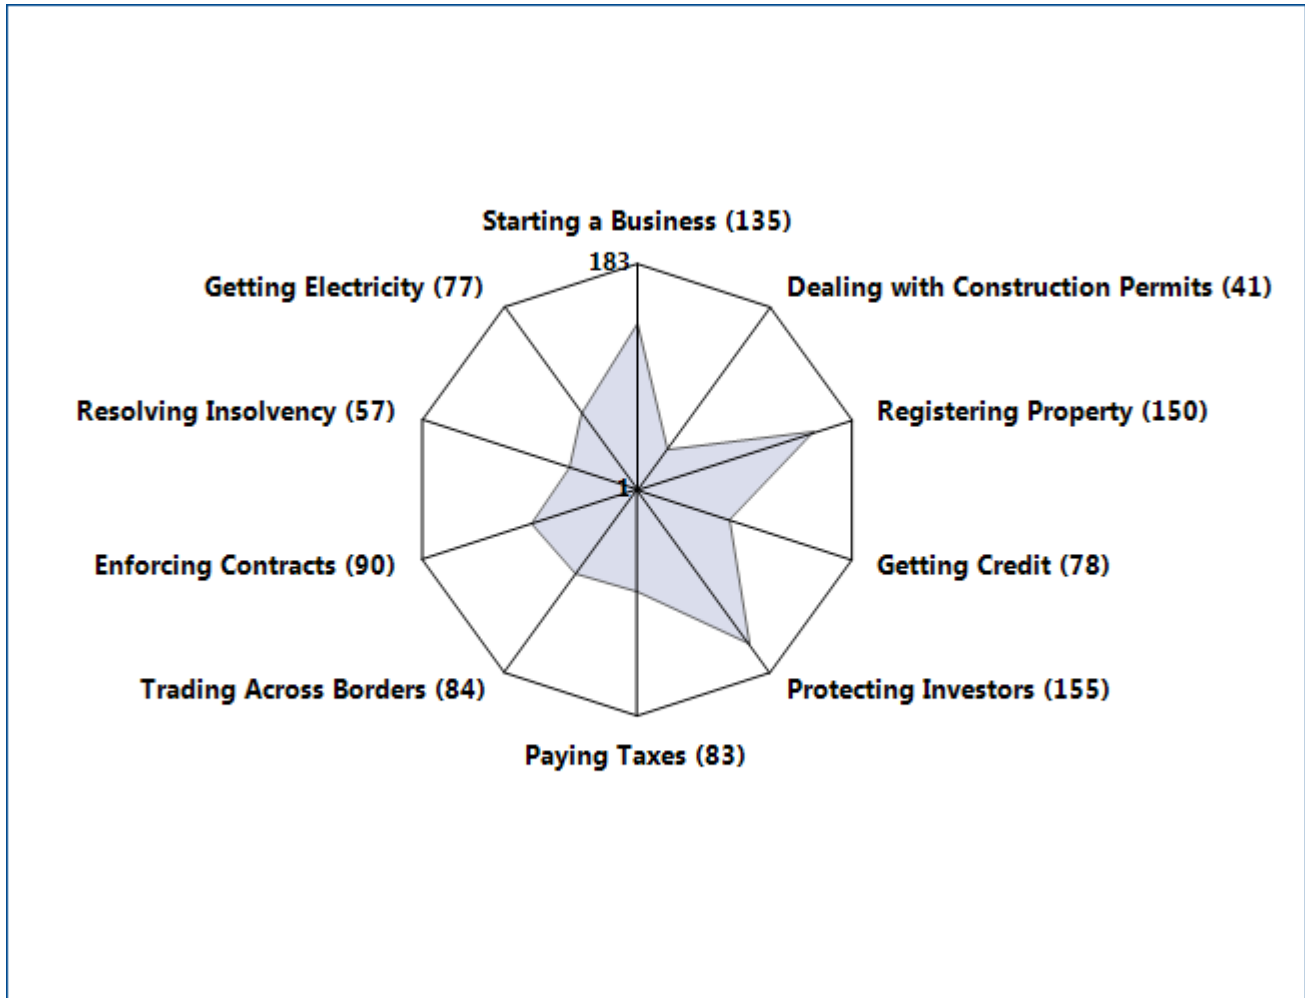 Starting a Business (135)
183
Getting Electricity (77)
Dealing with Construction Permits (41)
Resolving Insolvency (57)
Registering Property (150)
1
Enforcing Contracts (90)
Getting Credit (78)
Trading Across Borders (84)
Protecting Investors (155)
Paying Taxes (83)